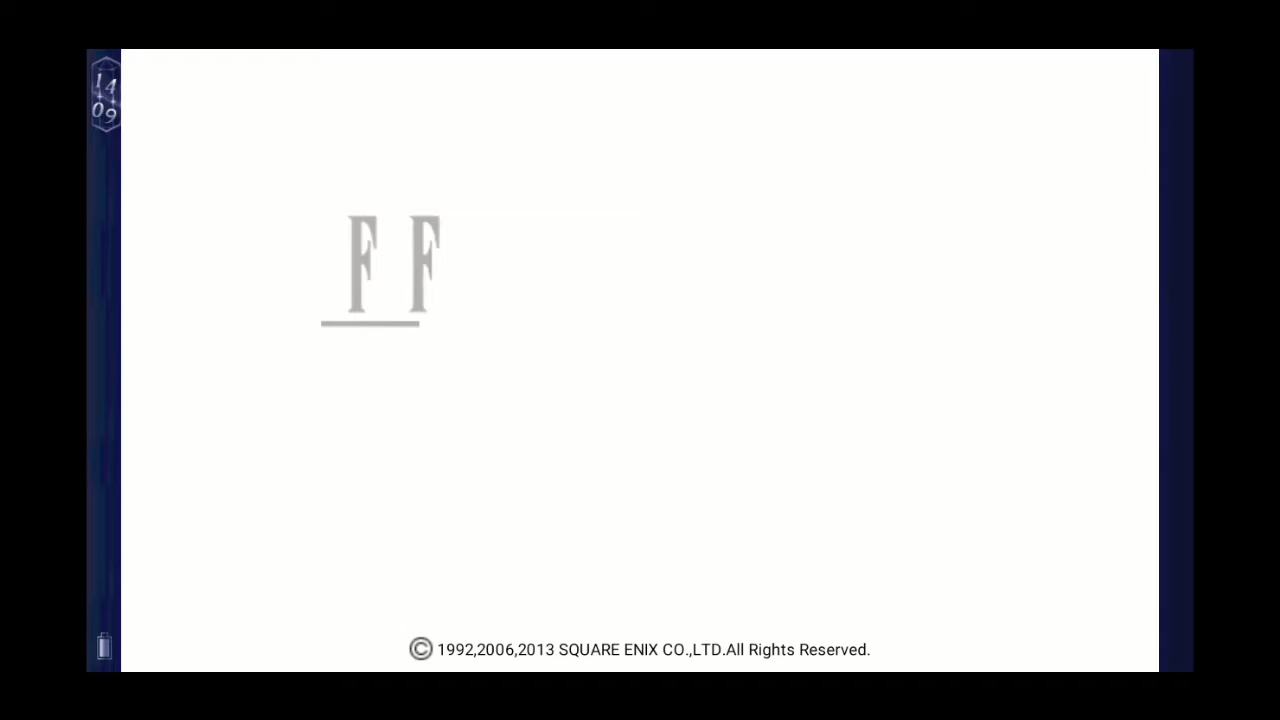 14
09
F F
© 1992,2006,2013 SQUARE ENIX CO.,LTD.All Rights Reserved.